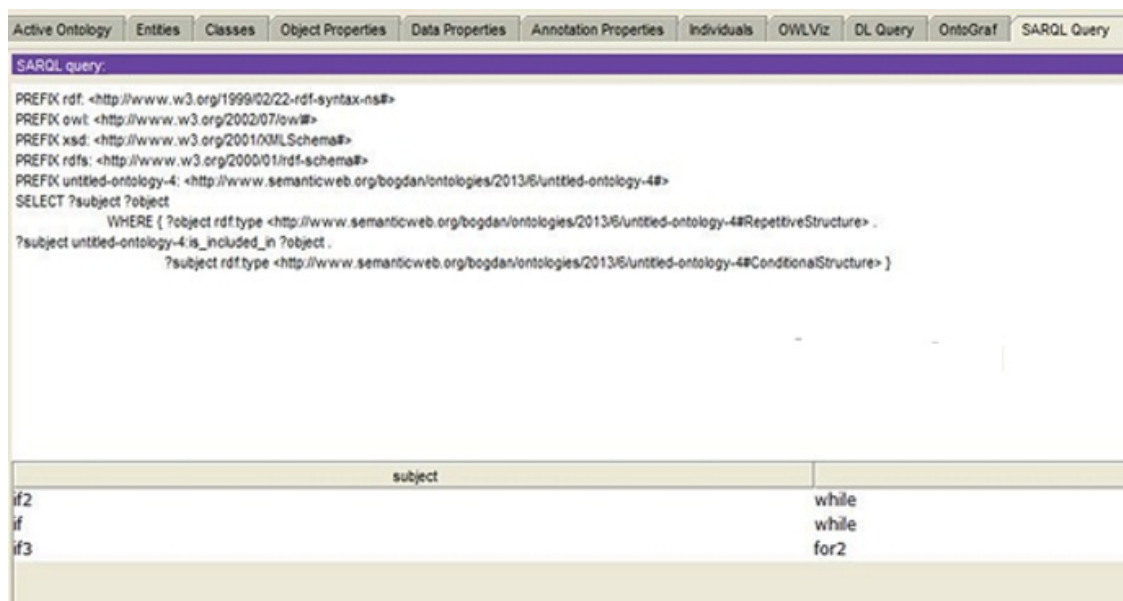 Active Ontology Entities Classes Object Properties Data Properties Annotation Properties Individuals OWLViz DL Query OntoGraf SARQL Query
SARQL query:
PREFIX rdf: <http://www.w3.org/1999/02/22-rdf-syntax-ns#>
PREFIX owl: <http://www.w3.org/2002/07/owl#>
PREFIX xsd: <http://www.w3.org/2001/XMLSchema#>
PREFIX rdfs: <http://www.w3.org/2000/01/rdf-schema#>
PREFIX untitled-ontology-4: <http://www.semanticweb.org/bogdan/ontologies/2013/6/untitled-ontology-4#>
SELECT ?subject ?object
WHERE { ?object rdf:type <http://www.semanticweb.org/bogdan/ontologies/2013/6/untitled-ontology-4#RepetitiveStructure> .
?subject untitled-ontology-4:is_included_in ?object .
?subject rdf:type <http://www.semanticweb.org/bogdan/ontologies/2013/6/untitled-ontology-4#ConditionalStructure> }
subject
if2 while
if while
if3 for2